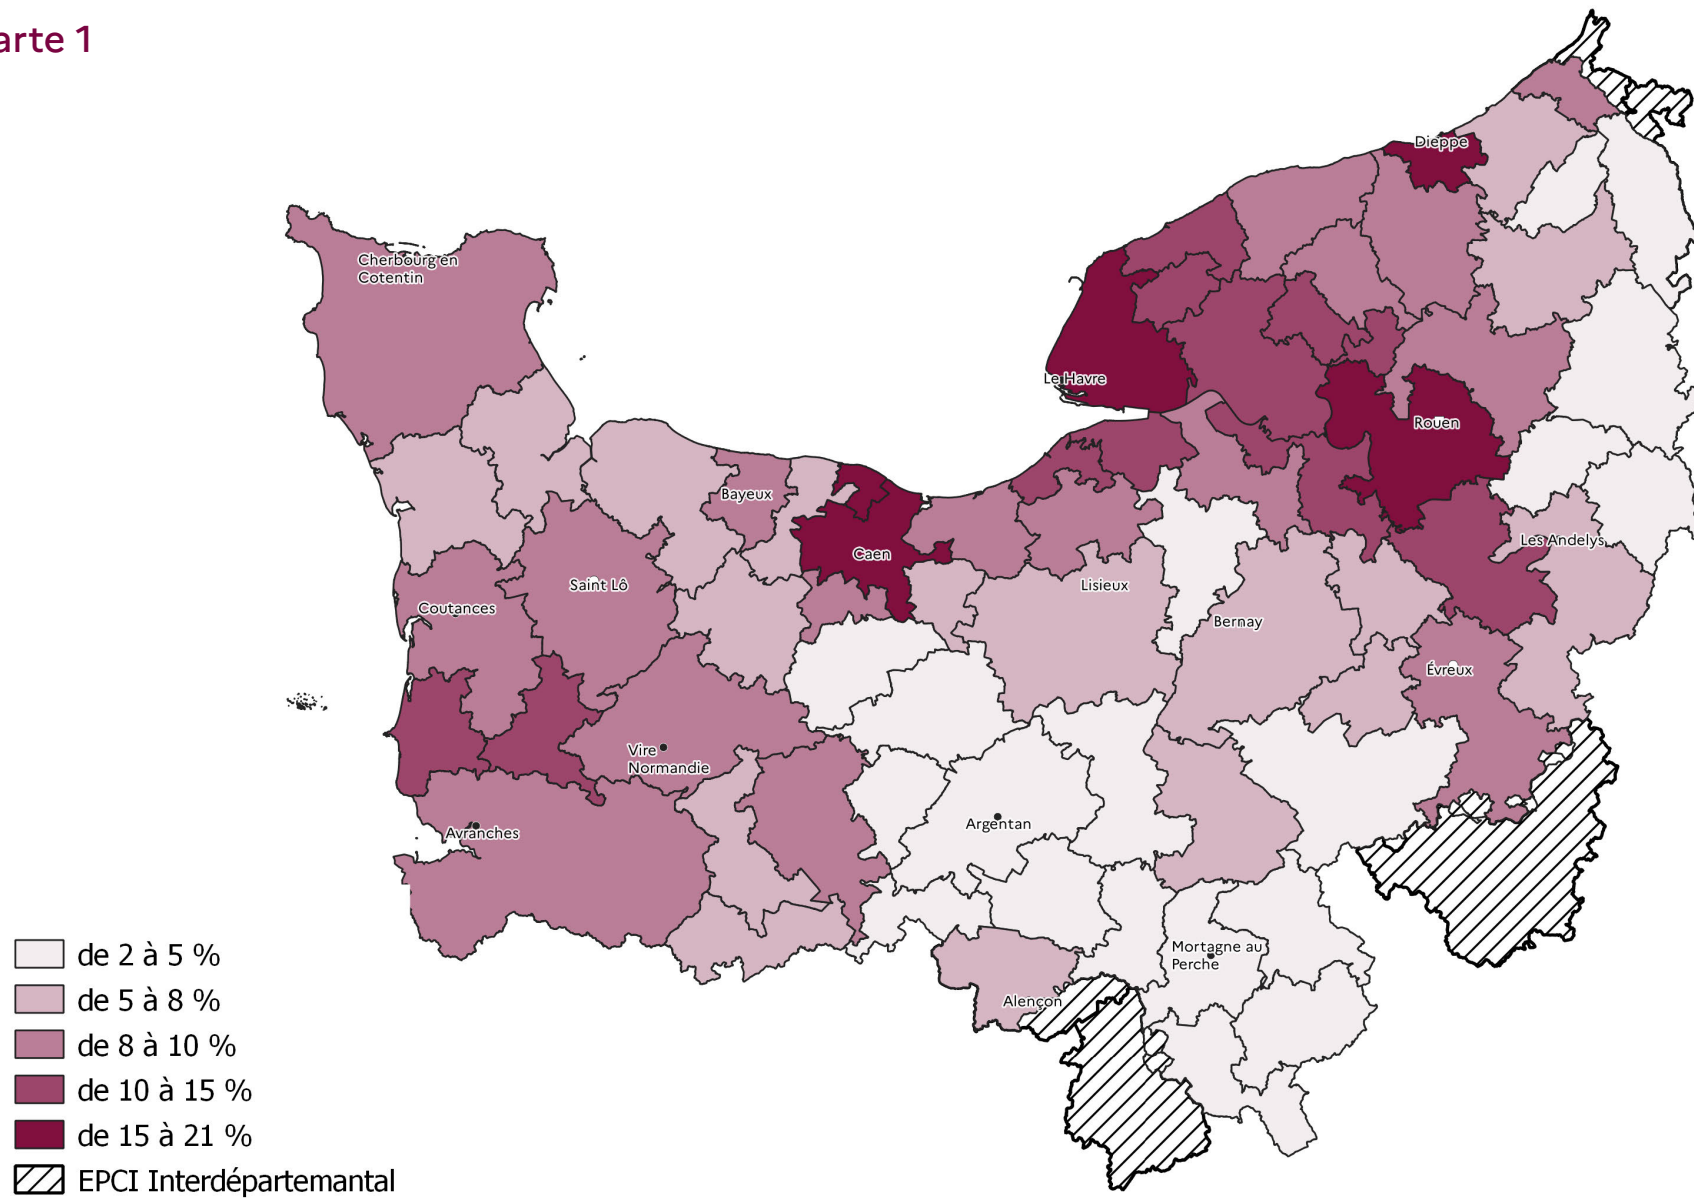 arte 1
Dieppe
Cherbourg en
Cotentin
Le Havre
Rouen
Bayeux
Caen
Les Andelys
Saint Lô
Lisieux
Coutances
Bernay
Évreux
Vire
Normandie
Argentan
Avranches
Mortagne au
Perche
Alençon
de 2 à 5 %
de 5 à 8 %
de 8 à 10 %
de 10 à 15 %
de 15 à 21 %
EPCI Interdépartemantal